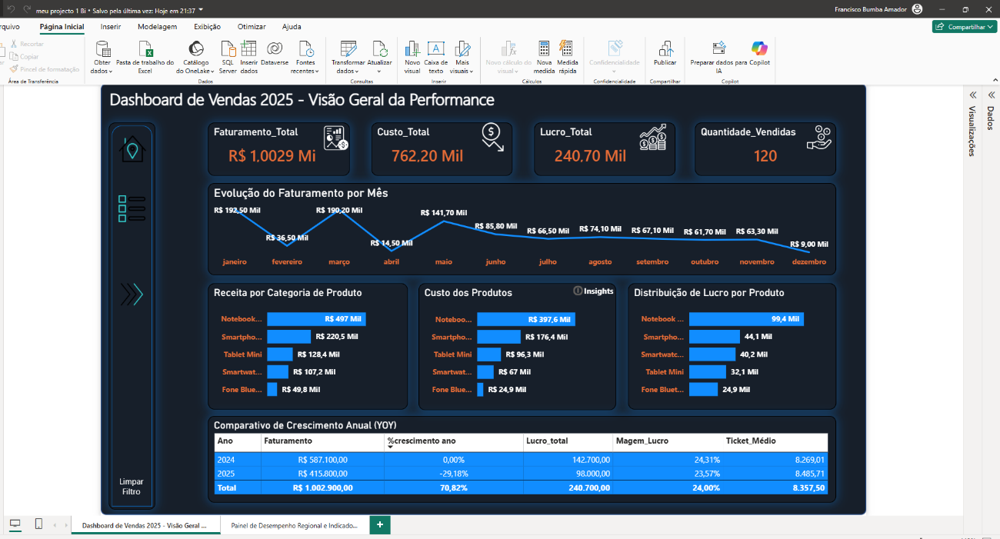 meu projecto 1 Bi • Salvo pela última vez: Hoje em 21:37
Francisco Bumba Amador
rquivo Página Inicial Inserir Modelagem Exibição Otimizar Ajuda
Compartilhar
Recortar
Copiar
Pincel de formatação
Área de Transferência
Obter dados
Pasta de trabalho do Excel
Catálogo do OneLake
SQL Server
Inserir dados
Dataverse
Fontes recentes
Dados
Transformar dados
Atualizar
Consultas
Novo visual
Caixa de texto
Mais visuais
Inserir
Novo cálculo do visual
Nova medida
Medida rápida
Cálculos
Confidencialidade
Confidencialidade
Publicar
Compartilhar
Preparar dados para IA
Copilot
Copilot
Dashboard de Vendas 2025 - Visão Geral da Performance
Faturamento_Total
R$ 1,0029 Mi
Custo_Total
762,20 Mil
Lucro_Total
240,70 Mil
Quantidade_Vendidas
120
Evolução do Faturamento por Mês
R$ 192,50 Mil
R$ 36,50 Mil
R$ 190,20 Mil
R$ 14,50 Mil
R$ 141,70 Mil
R$ 85,80 Mil
R$ 66,50 Mil
R$ 74,10 Mil
R$ 67,10 Mil
R$ 61,70 Mil
R$ 63,30 Mil
R$ 9,00 Mil
janeiro fevereiro março abril maio junho julho agosto setembro outubro novembro dezembro
Receita por Categoria de Produto
Notebook... R$ 497 Mil
Smartpho... R$ 220,5 Mil
Tablet Mini R$ 128,4 Mil
Smartwat... R$ 107,2 Mil
Fone Blue... R$ 49,8 Mil
Custo dos Produtos
Insights
Noteboo... R$ 397,6 Mil
Smartpho... R$ 176,4 Mil
Tablet Mini R$ 96,3 Mil
Smartwat... R$ 67 Mil
Fone Blue... R$ 24,9 Mil
Distribuição de Lucro por Produto
Notebook ... 99,4 Mil
Smartpho... 44,1 Mil
Smartwatc... 40,2 Mil
Tablet Mini 32,1 Mil
Fone Bluet... 24,9 Mil
Comparativo de Crescimento Anual (YOY)
Ano Faturamento %crescimento ano Lucro_total Magem_Lucro Ticket_Médio
2024 R$ 587.100,00 0,00% 142.700,00 24,31% 8.269,01
2025 R$ 415.800,00 -29,18% 98.000,00 23,57% 8.485,71
Total R$ 1.002.900,00 70,82% 240.700,00 24,00% 8.357,50
Limpar
Filtro
Visualizações
Dados
Dashboard de Vendas 2025 - Visão Geral ...
Painel de Desempenho Regional e Indicado...